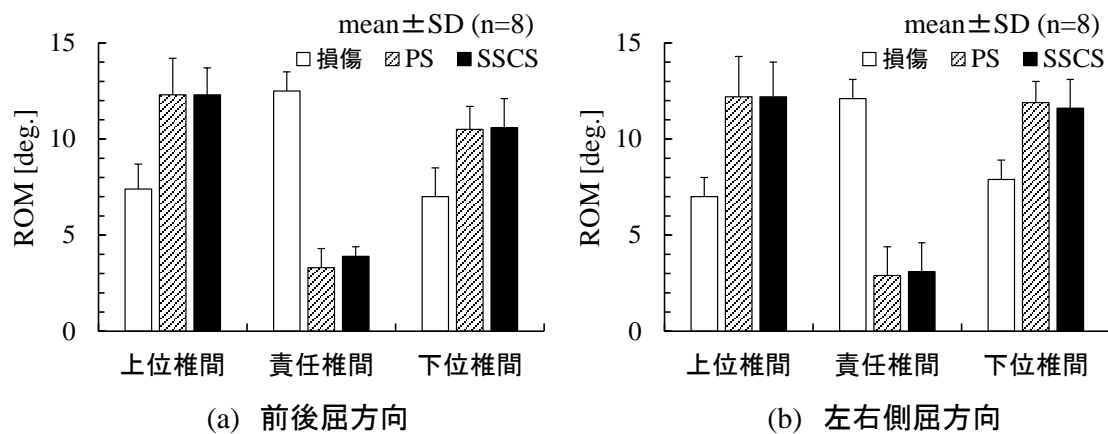 mean±SD (n=8)
損傷 PS SSCS
15
10
5
0
ROM [deg.]
上位椎間 責任椎間 下位椎間
(a) 前後屈方向
mean±SD (n=8)
損傷 PS SSCS
15
10
5
0
ROM [deg.]
上位椎間 責任椎間 下位椎間
(b) 左右側屈方向